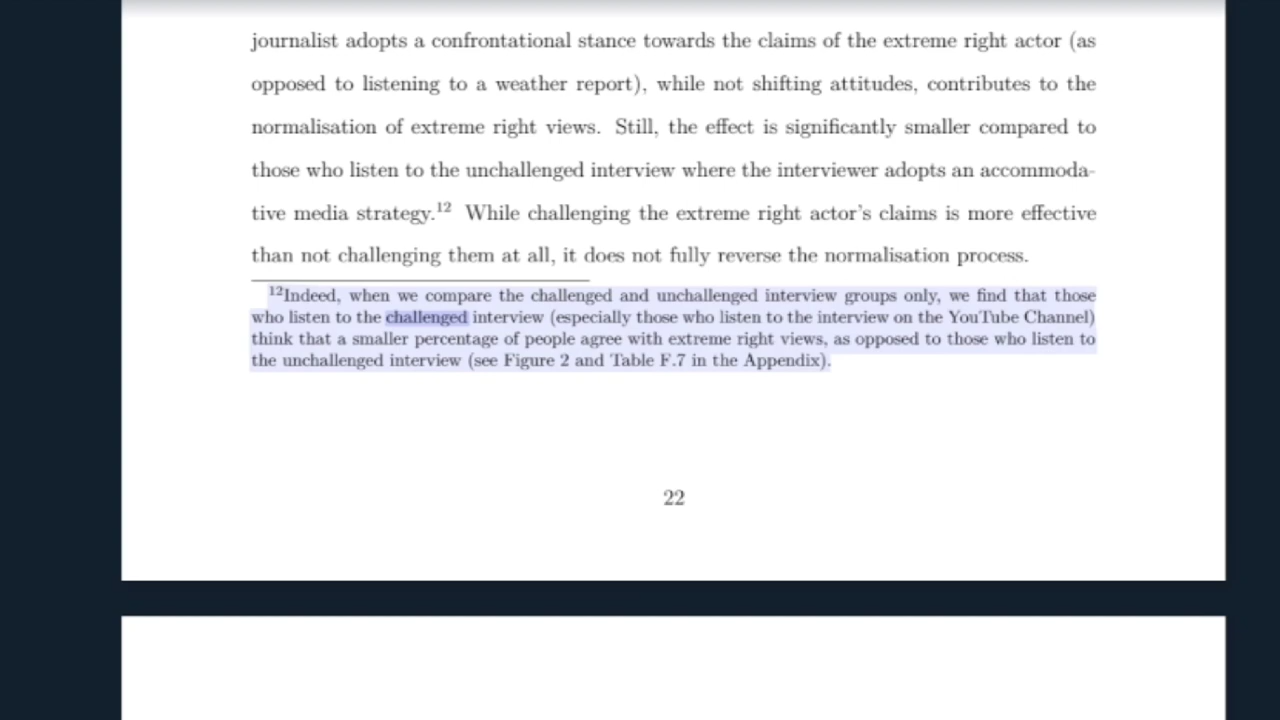 journalist adopts a confrontational stance towards the claims of the extreme right actor (as
opposed to listening to a weather report), while not shifting attitudes, contributes to the
normalisation of extreme right views. Still, the effect is significantly smaller compared to
those who listen to the unchallenged interview where the interviewer adopts an accommoda-
tive media strategy.12 While challenging the extreme right actor's claims is more effective
than not challenging them at all, it does not fully reverse the normalisation process.
12Indeed, when we compare the challenged and unchallenged interview groups only, we find that those
who listen to the challenged interview (especially those who listen to the interview on the YouTube Channel)
think that a smaller percentage of people agree with extreme right views, as opposed to those who listen to
the unchallenged interview (see Figure 2 and Table F.7 in the Appendix).
22